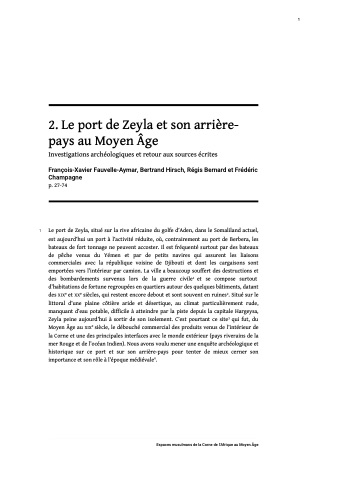 1
2. Le port de Zeyla et son arrière-
pays au Moyen Âge
Investigations archéologiques et retour aux sources écrites
François-Xavier Fauvelle-Aymar, Bertrand Hirsch, Régis Bernard et Frédéric
Champagne
p. 27-74
1 Le port de Zeyla, situé sur la rive africaine du golfe d'Aden, dans le Somaliland actuel,
est aujourd'hui un port à l'activité réduite, où, contrairement au port de Berbera, les
bateaux de fort tonnage ne peuvent accoster. Il est fréquenté surtout par des bateaux
de pêche venus du Yémen et par de petits navires qui assurent les liaisons
commerciales avec la république voisine de Djibouti et dont les cargaisons sont
emportées vers l'intérieur par camion. La ville a beaucoup souffert des destructions et
des bombardements survenus lors de la guerre civile¹ et se compose surtout
d'habitations de fortune regroupées en quartiers autour des quelques bâtiments, datant
des XIXᵉ et XXᵉ siècles, qui restent encore debout et sont souvent en ruines². Situé sur le
littoral d'une plaine côtière aride et désertique, au climat particulièrement rude,
manquant d'eau potable, difficile à atteindre par la piste depuis la capitale Hargeysa,
Zeyla peine aujourd'hui à sortir de son isolement. C'est pourtant ce site³ qui fut, du
Moyen Âge au XIXᵉ siècle, le débouché commercial des produits venus de l'intérieur de
la Corne et une des principales interfaces avec le monde extérieur (pays riverains de la
mer Rouge et de l'océan Indien). Nous avons voulu mener une enquête archéologique et
historique sur ce port et son arrière-pays pour tenter de mieux cerner son
importance et son rôle à l'époque médiévale⁴.
Espaces musulmans de la Corne de l'Afrique au Moyen Âge